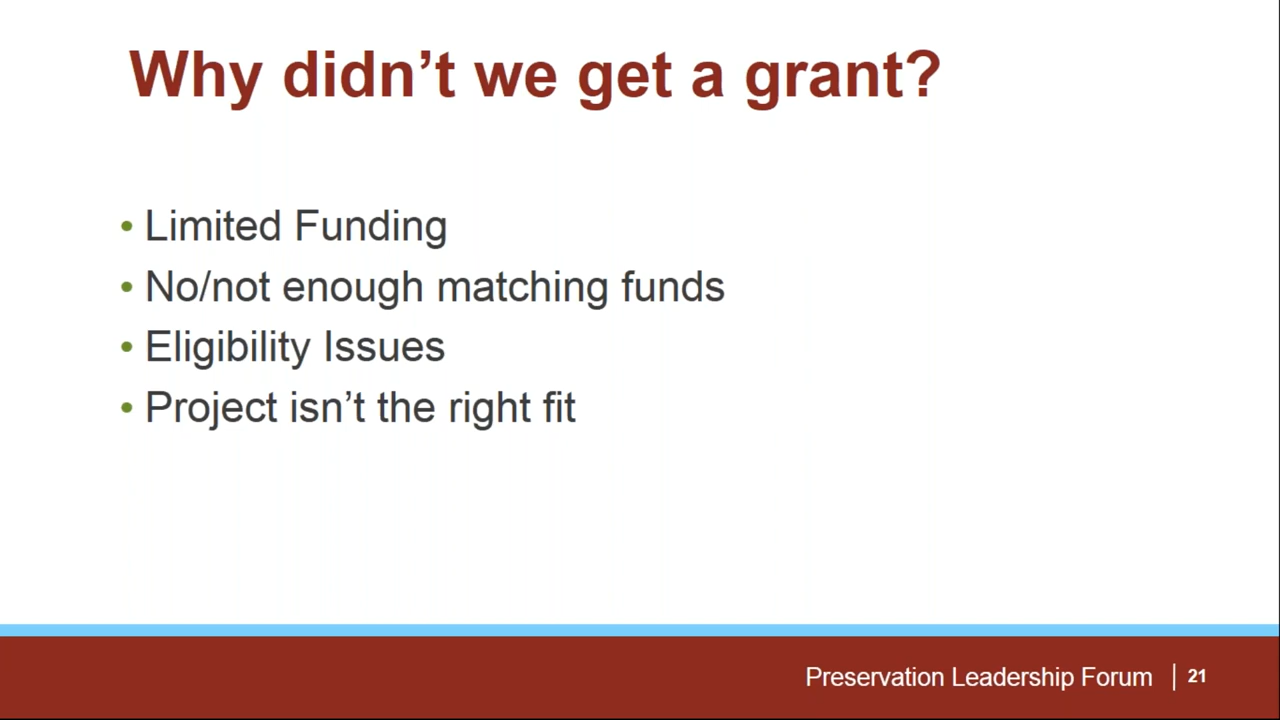 Why didn’t we get a grant?
• Limited Funding
• No/not enough matching funds
• Eligibility Issues
• Project isn’t the right fit
Preservation Leadership Forum | 21